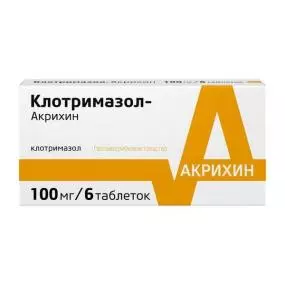 Клотримазол-Акрихин 100 мг/6 таблеток
Клотримазол-
Акрихин
клотримазол Противогрибковое средство
100 мг/6 таблеток
АКРИХИН